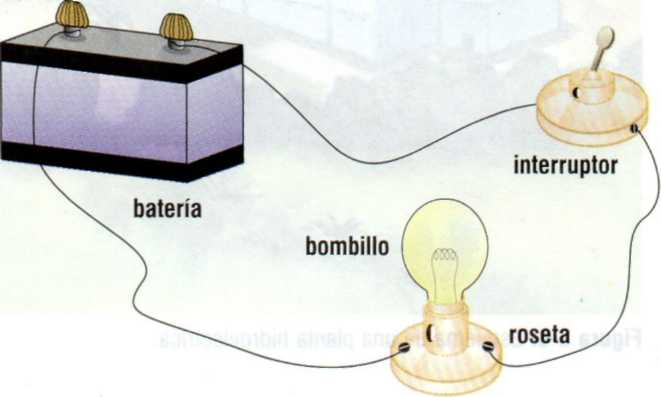 interruptor
batería
bombillo
roseta